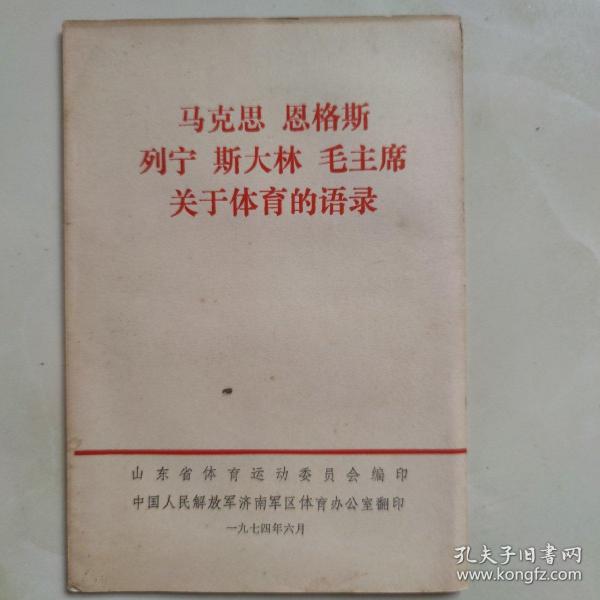 马克思 恩格斯
列宁 斯大林 毛主席
关于体育的语录
山东省体育运动委员会编印
中国人民解放军济南军区体育办公室翻印
一九七四年六月
孔夫子旧书网
www.kongfz.com